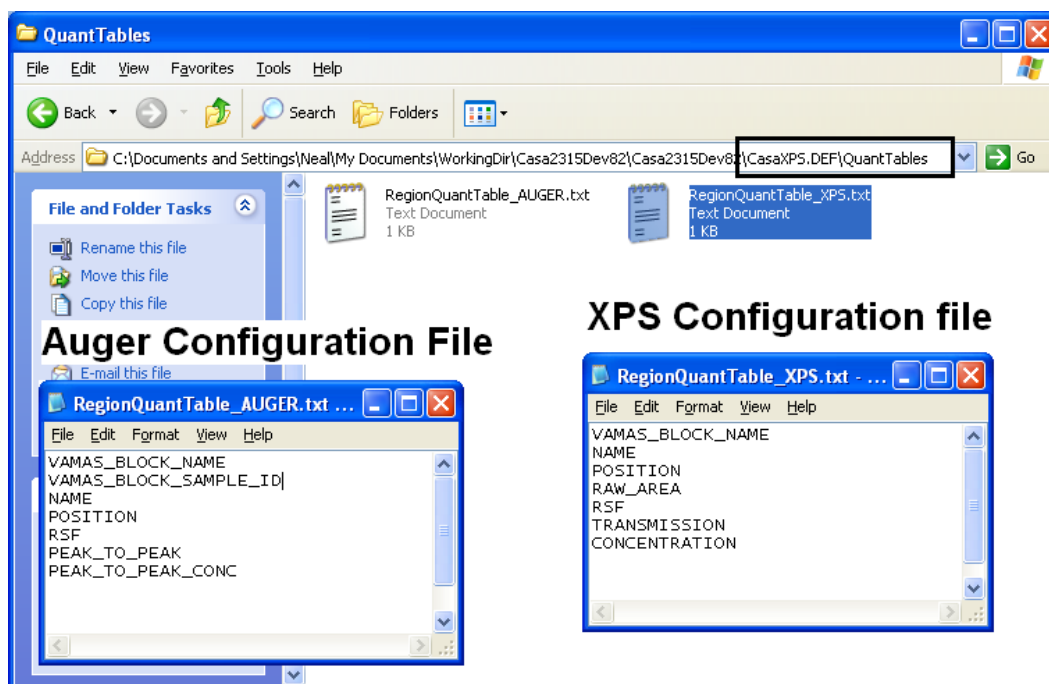 QuantTables
File Edit View Favorites Tools Help
Back Search Folders
Address C:\Documents and Settings\Neal\My Documents\WorkingDir\Casa2315Dev82\Casa2315Dev82\CasaXPS.DEF\QuantTables Go
File and Folder Tasks
Rename this file
Move this file
Copy this file
E-mail this file
RegionQuantTable_AUGER.txt
Text Document
1 KB
RegionQuantTable_XPS.txt
Text Document
1 KB
Auger Configuration File
RegionQuantTable_AUGER.txt ...
File Edit Format View Help
VAMAS_BLOCK_NAME
VAMAS_BLOCK_SAMPLE_ID
NAME
POSITION
RSF
PEAK_TO_PEAK
PEAK_TO_PEAK_CONC
XPS Configuration file
RegionQuantTable_XPS.txt - ...
File Edit Format View Help
VAMAS_BLOCK_NAME
NAME
POSITION
RAW_AREA
RSF
TRANSMISSION
CONCENTRATION